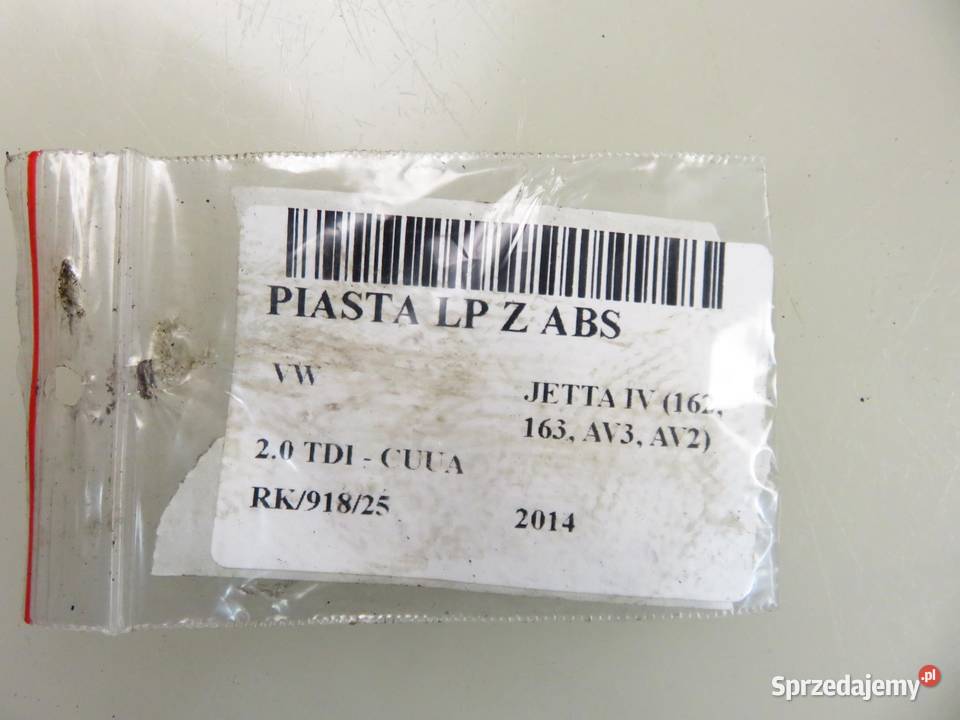 PIASTA LP Z ABS
VW
JETTA IV (162,
163, AV3, AV2)
2.0 TDI - CUUA
RK/918/25
2014
Sprzedajemy.pl